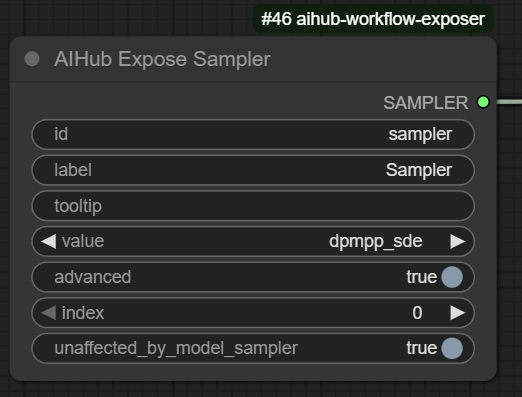 #46 aihub-workflow-exposer
AIHub Expose Sampler
SAMPLER
id sampler
label Sampler
tooltip
value dpmpp_sde
advanced true
index 0
unaffected_by_model_sampler true